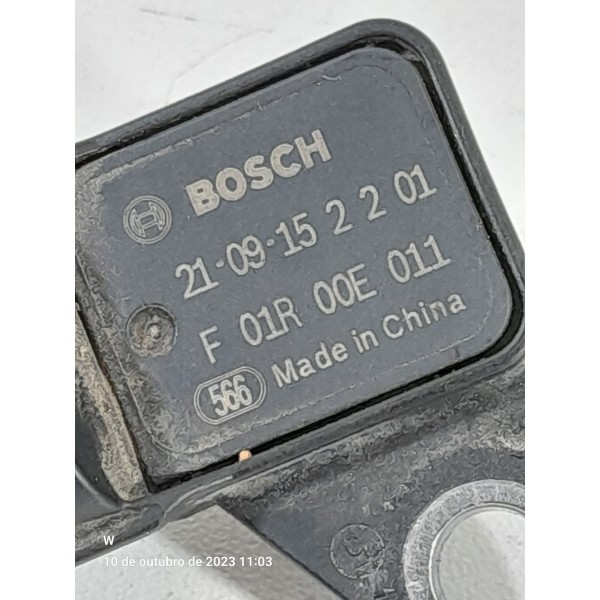 BOSCH
21-09-15 2 2 01
F 01R 00E 011
566 Made in China
W
10 de outubro de 2023 11:03